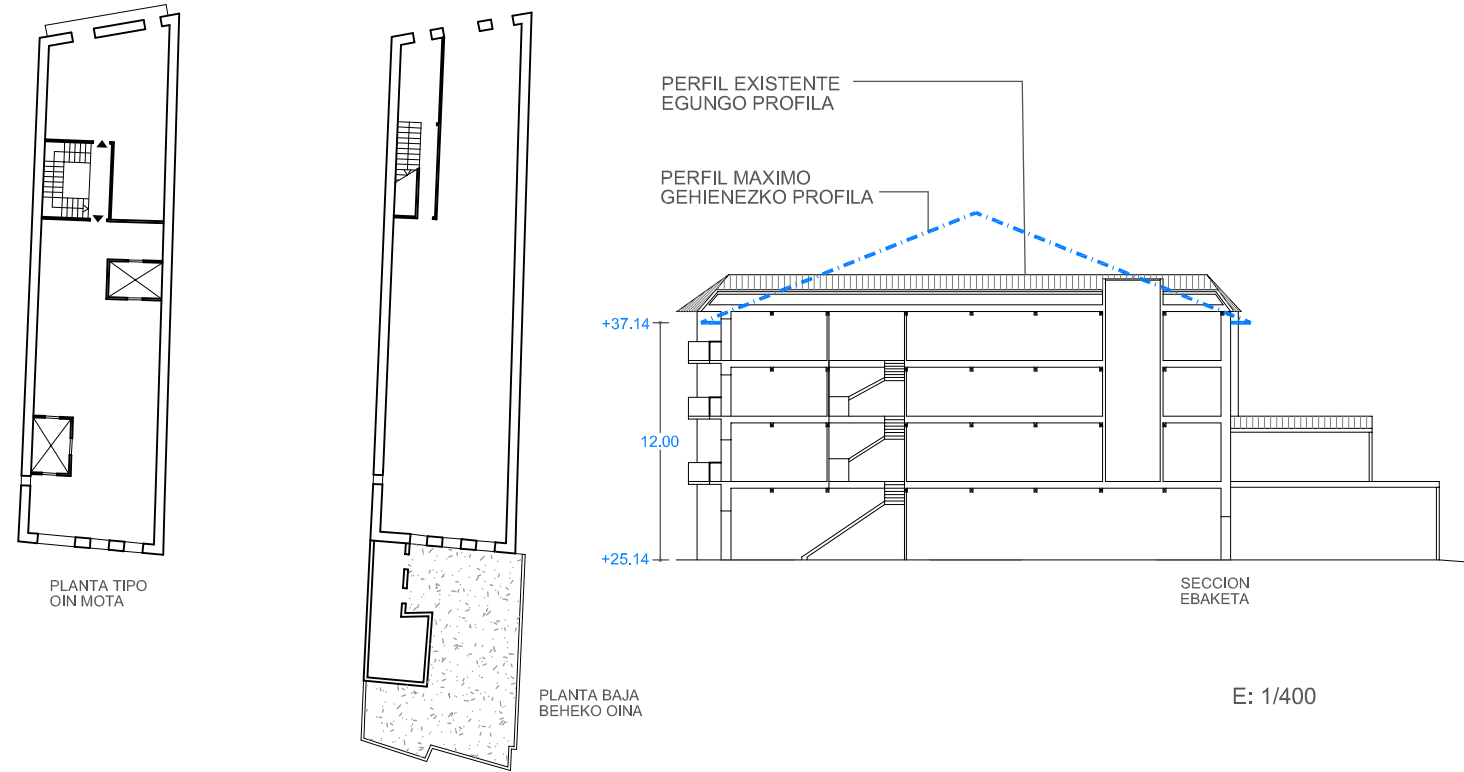 PERFIL EXISTENTE
EGUNGO PROFILA
PERFIL MAXIMO
GEHIENEZKO PROFILA
+37.14
12.00
+25.14
PLANTA TIPO
OIN MOTA
SECCION
EBAKETA
PLANTA BAJA
BEHEKO OINA
E: 1/400